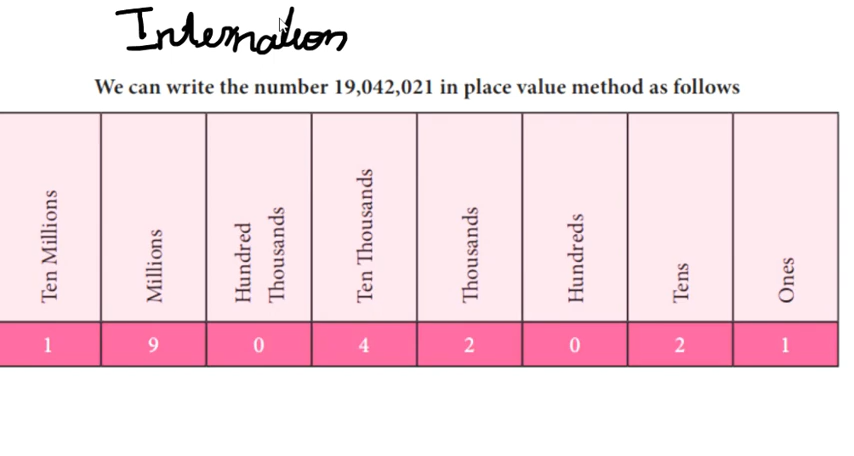 Internation
We can write the number 19,042,021 in place value method as follows
Ten Millions
Millions
Hundred
Thousands
Ten Thousands
Thousands
Hundreds
Tens
Ones
1 9 0 4 2 0 2 1